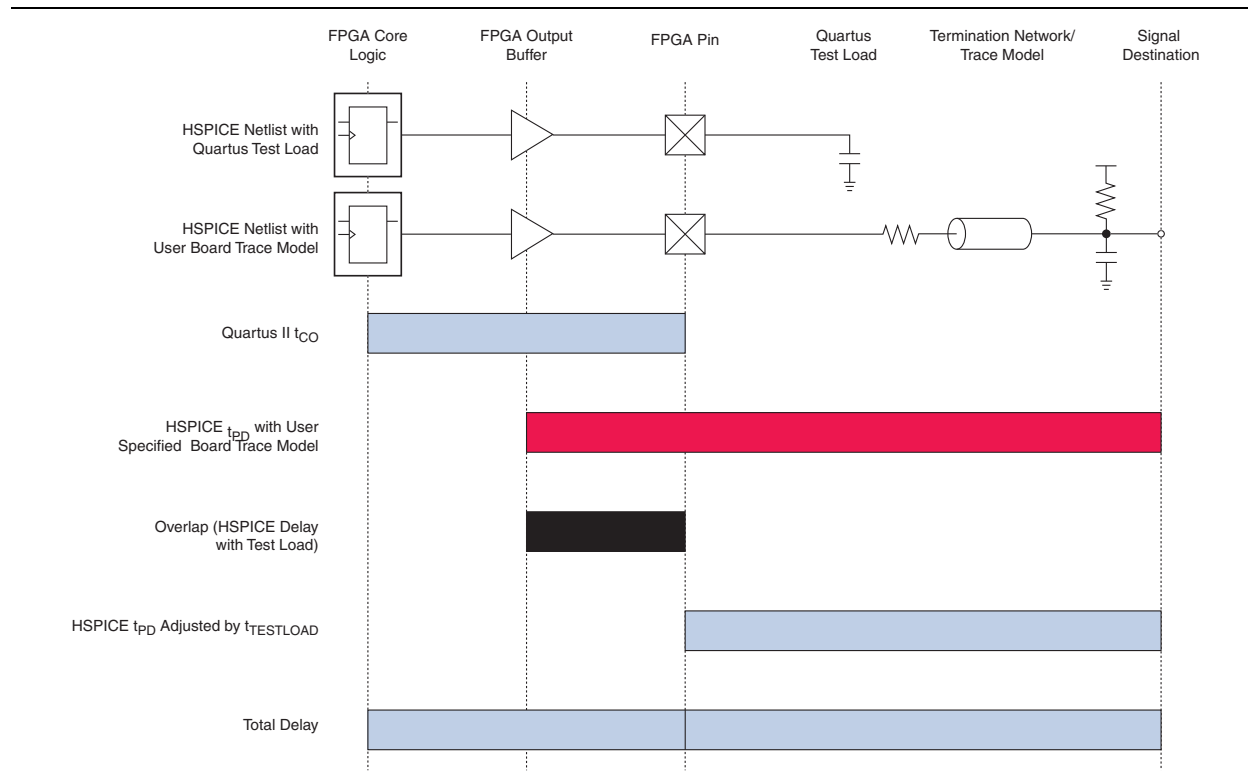 FPGA Core
Logic
FPGA Output
Buffer
FPGA Pin
Quartus
Test Load
Termination Network/
Trace Model
Signal
Destination
HSPICE Netlist with
Quartus Test Load
HSPICE Netlist with
User Board Trace Model
Quartus II tCO
HSPICE tPD with User
Specified Board Trace Model
Overlap (HSPICE Delay
with Test Load)
HSPICE tPD Adjusted by tTESTLOAD
Total Delay